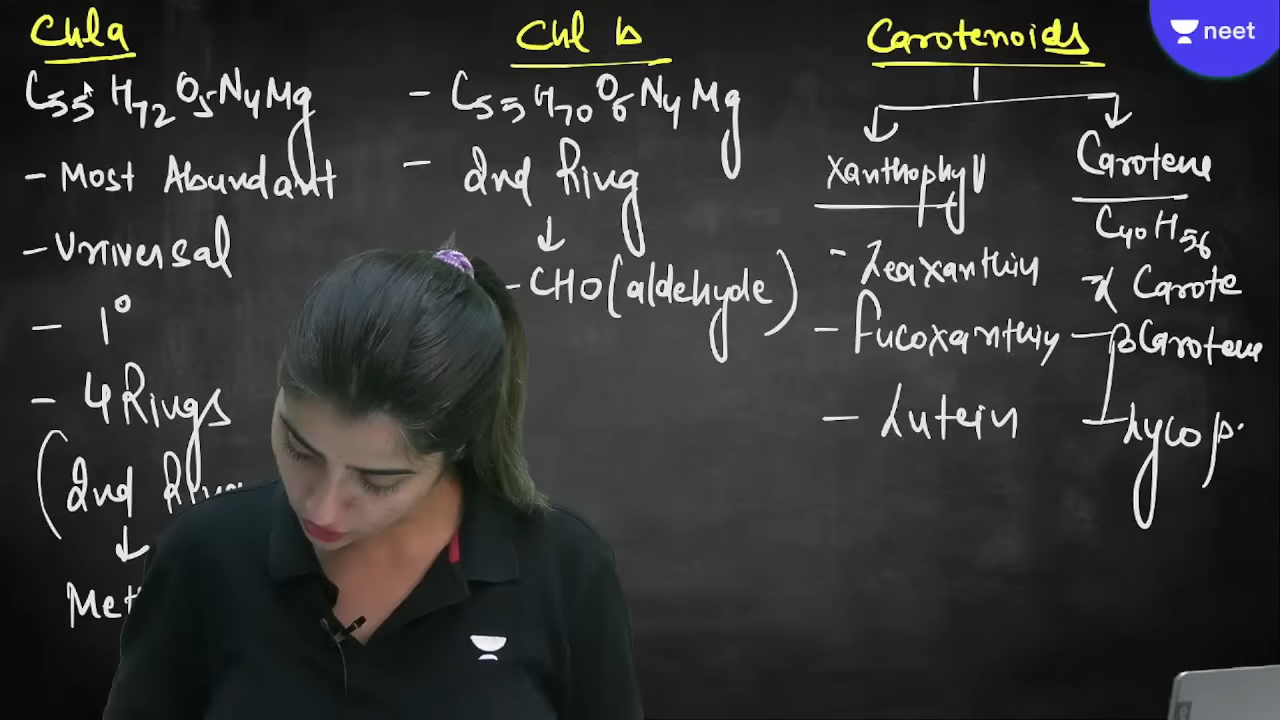 Chl a
C55 H72 O5 N4 Mg
- Most Abundant
- Universal
- 1°
- 4 Rings
(2nd Ring
↓
Met
Chl b
- C55 H70 O6 N4 Mg
- 2nd Ring
↓
- CHO (aldehyde)
Carotenoids
Xanthophyll
- Zeaxanthin
- Fucoxanthin
- Lutein
Carotene
C40 H56
α Carote
β Carotene
Lycop.
neet